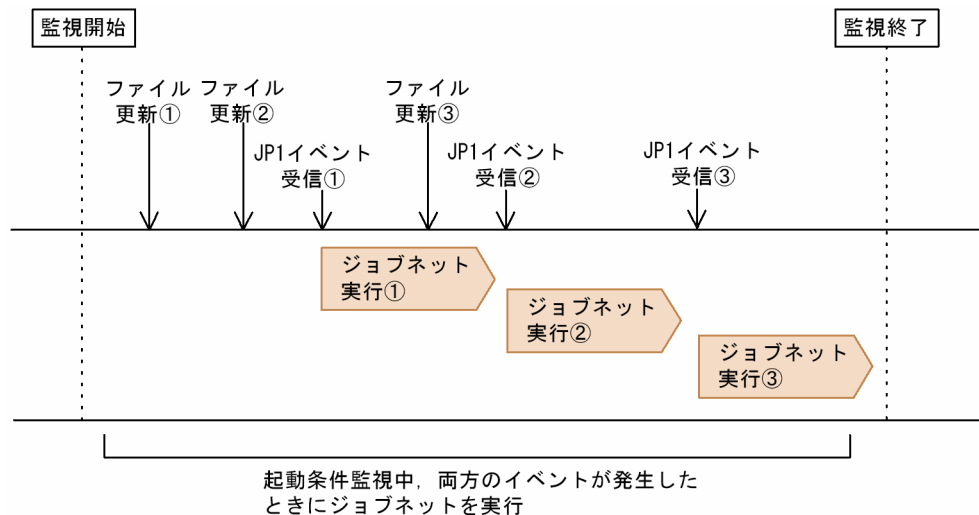 監視開始
監視終了
ファイル
更新①
ファイル
更新②
ファイル
更新③
JP1イベント
受信①
JP1イベント
受信②
JP1イベント
受信③
ジョブネット
実行①
ジョブネット
実行②
ジョブネット
実行③
起動条件監視中，両方のイベントが発生した
ときにジョブネットを実行